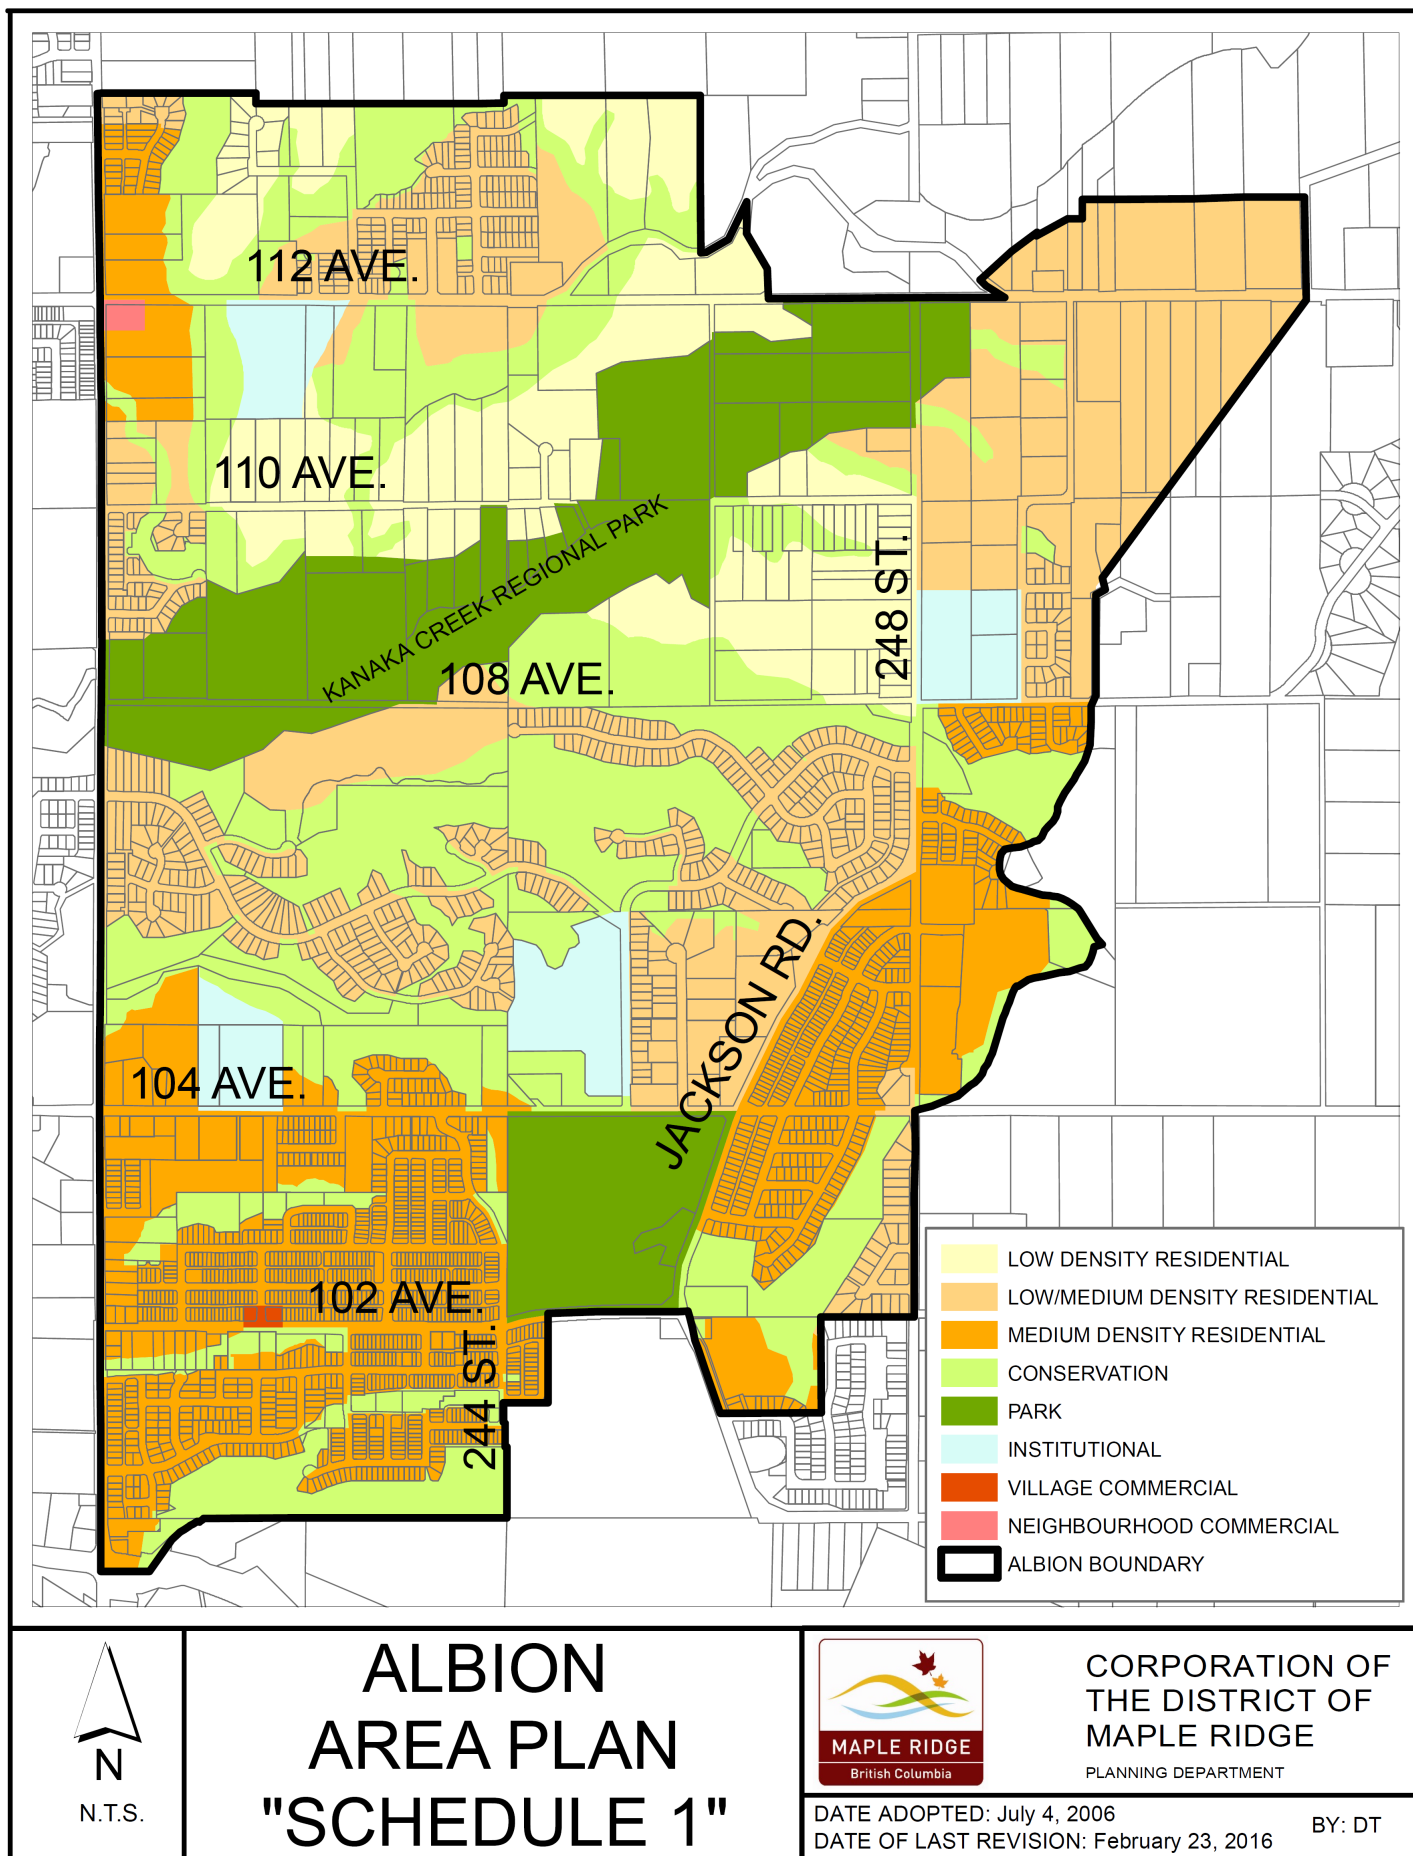 112 AVE.
110 AVE.
KANAKA CREEK REGIONAL PARK
248 ST.
108 AVE.
JACKSON RD.
104 AVE.
102 AVE.
244 ST.
LOW DENSITY RESIDENTIAL
LOW/MEDIUM DENSITY RESIDENTIAL
MEDIUM DENSITY RESIDENTIAL
CONSERVATION
PARK
INSTITUTIONAL
VILLAGE COMMERCIAL
NEIGHBOURHOOD COMMERCIAL
ALBION BOUNDARY
N
N.T.S.
ALBION
AREA PLAN
"SCHEDULE 1"
MAPLE RIDGE
British Columbia
CORPORATION OF
THE DISTRICT OF
MAPLE RIDGE
PLANNING DEPARTMENT
DATE ADOPTED: July 4, 2006
DATE OF LAST REVISION: February 23, 2016
BY: DT